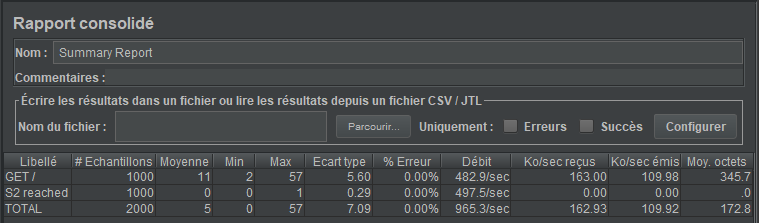 Rapport consolidé
Nom : Summary Report
Commentaires :
Écrire les résultats dans un fichier ou lire les résultats depuis un fichier CSV / JTL
Nom du fichier : Parcourir... Uniquement : Erreurs Succès Configurer
Libellé # Echantillons Moyenne Min Max Ecart type % Erreur Débit Ko/sec reçus Ko/sec émis Moy. octets
GET / 1000 11 2 57 5.60 0.00% 482.9/sec 163.00 109.98 345.7
S2 reached 1000 0 0 1 0.29 0.00% 497.5/sec 0.00 0.00 .0
TOTAL 2000 5 0 57 7.09 0.00% 965.3/sec 162.93 109.92 172.8